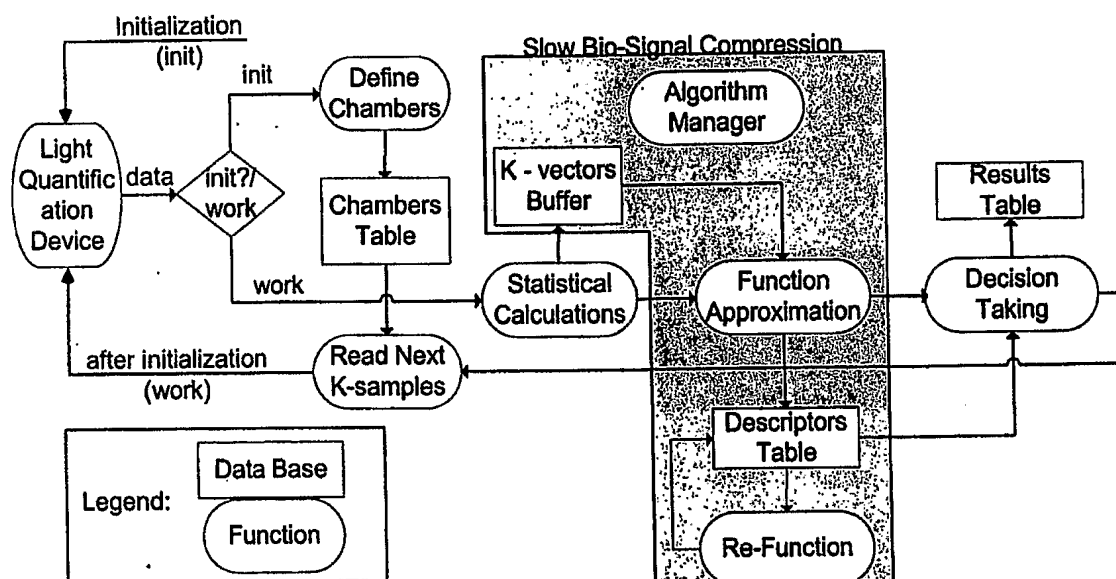 Initialization
(init)
Slow Bio-Signal Compression
init
Define
Chambers
Algorithm
Manager
Light
Quantific
ation
Device
data
init?/
work
K - vectors
Buffer
Results
Table
Chambers
Table
work
Statistical
Calculations
Function
Approximation
Decision
Taking
after initialization
(work)
Read Next
K-samples
Descriptors
Table
Legend:
Data Base
Function
Re-Function